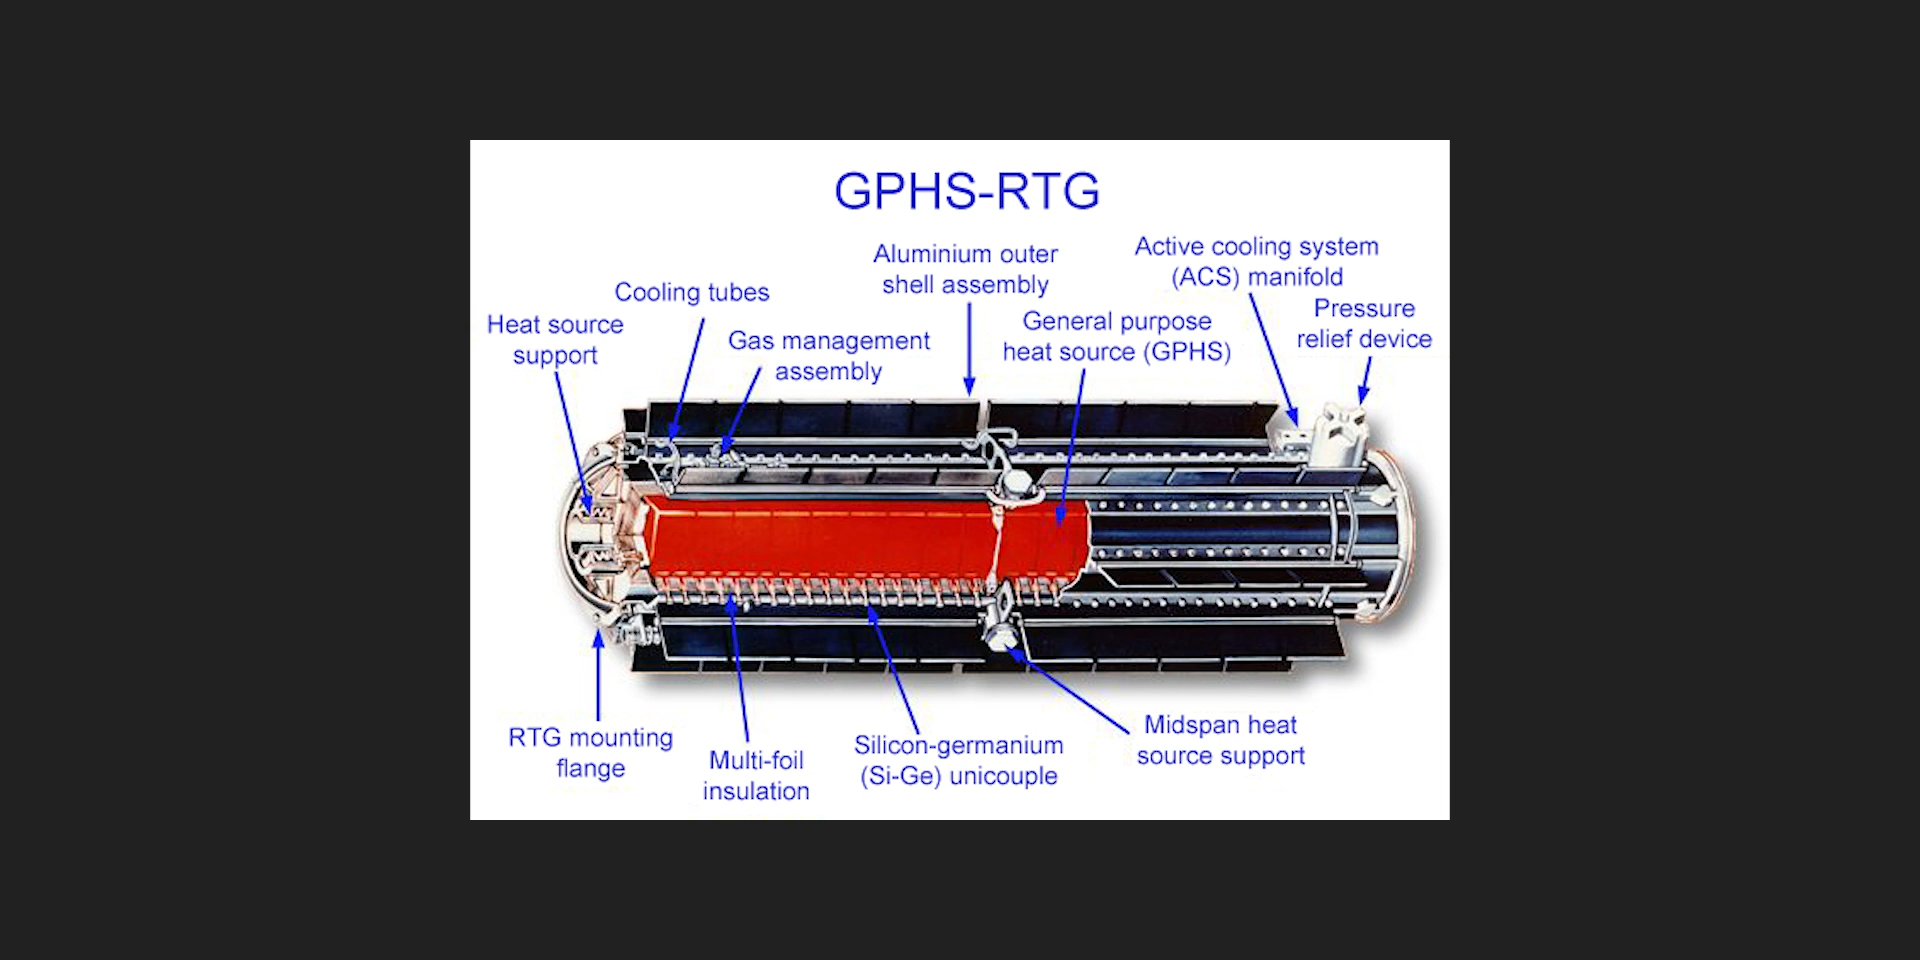 GPHS-RTG
Aluminium outer
shell assembly
Active cooling system
(ACS) manifold
Cooling tubes
Pressure
relief device
Heat source
support
General purpose
heat source (GPHS)
Gas management
assembly
RTG mounting
flange
Multi-foil
insulation
Silicon-germanium
(Si-Ge) unicouple
Midspan heat
source support